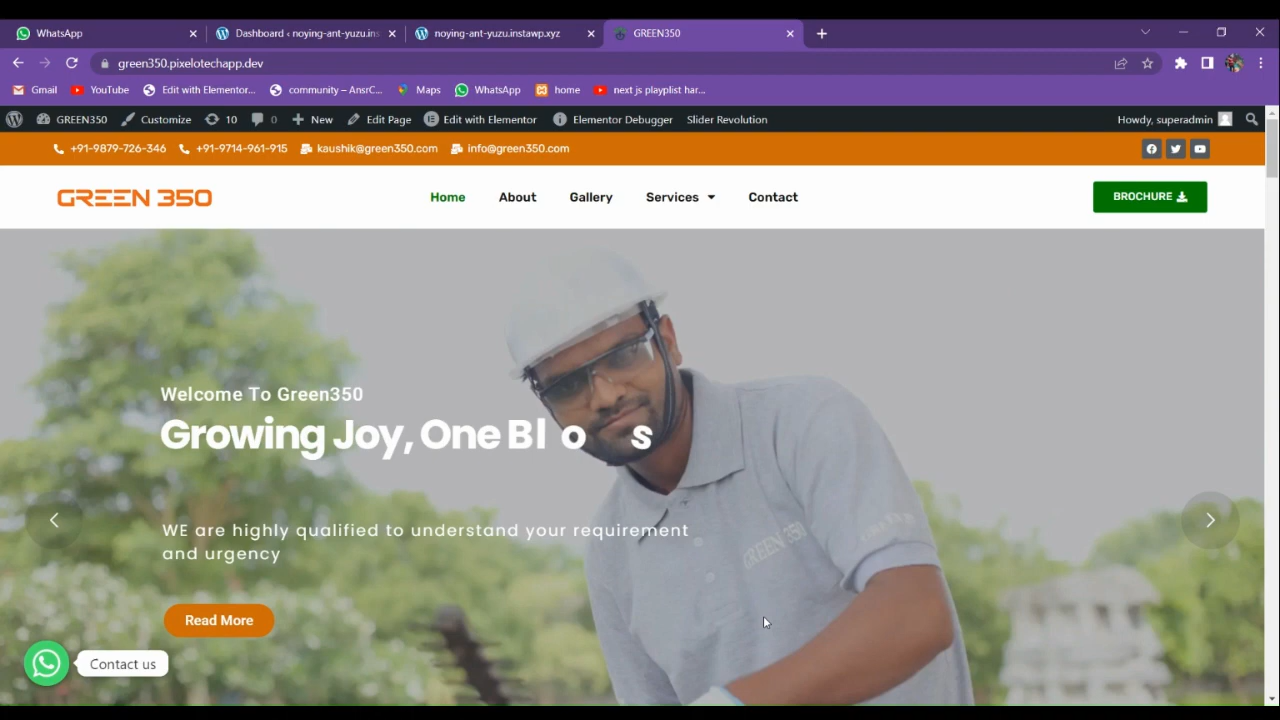 WhatsApp
Dashboard ‹ noying-ant-yuzu.ins
noying-ant-yuzu.instawp.xyz
GREEN350
green350.pixelotechapp.dev
Gmail
YouTube
Edit with Elementor...
community – AnsrC...
Maps
WhatsApp
home
next js playplist har...
GREEN350
Customize
10
0
New
Edit Page
Edit with Elementor
Elementor Debugger
Slider Revolution
Howdy, superadmin
+91-9879-726-346
+91-9714-961-915
kaushik@green350.com
info@green350.com
GREEN 350
Home
About
Gallery
Services
Contact
BROCHURE
Welcome To Green350
Growing Joy, One Bl o s
GREEN 350
WE are highly qualified to understand your requirement
and urgency
Read More
Contact us